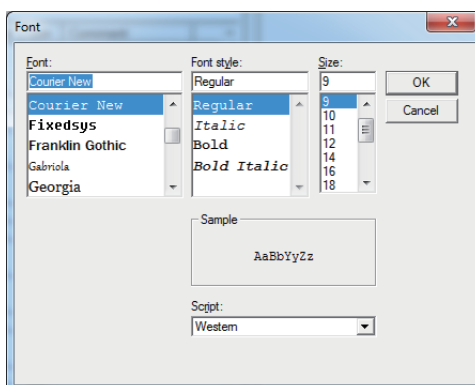 Font
Font:
Courier New
Courier New
Fixedsys
Franklin Gothic
Gabriola
Georgia
Font style:
Regular
Regular
Italic
Bold
Bold Italic
Size:
9
9
10
11
12
14
16
18
OK
Cancel
Sample
AaBbYyZz
Script:
Western